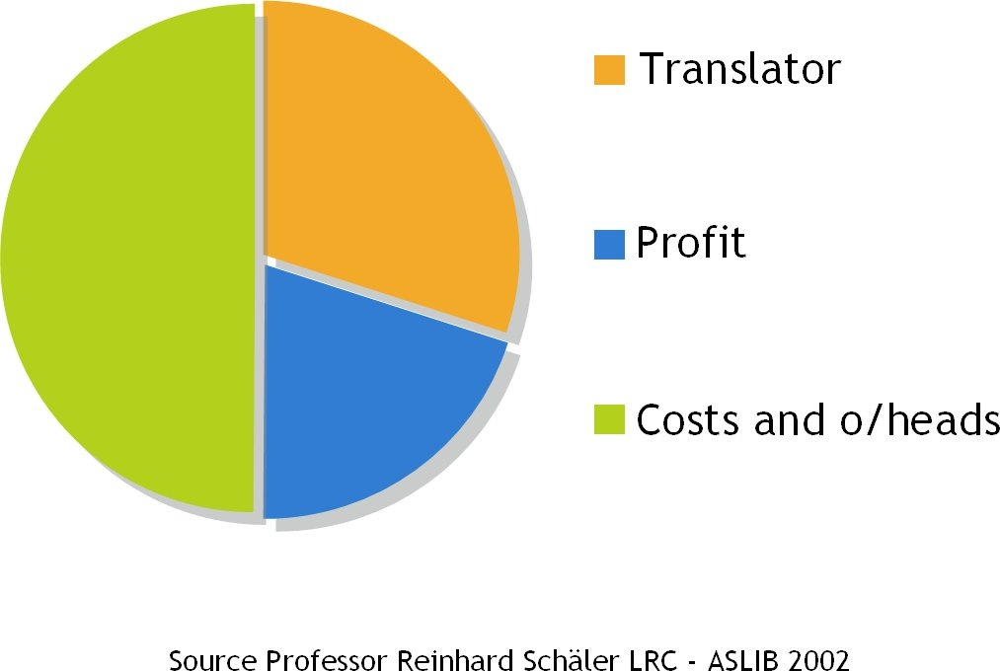 Translator
Profit
Costs and o/heads
Source Professor Reinhard Schäler LRC - ASLIB 2002